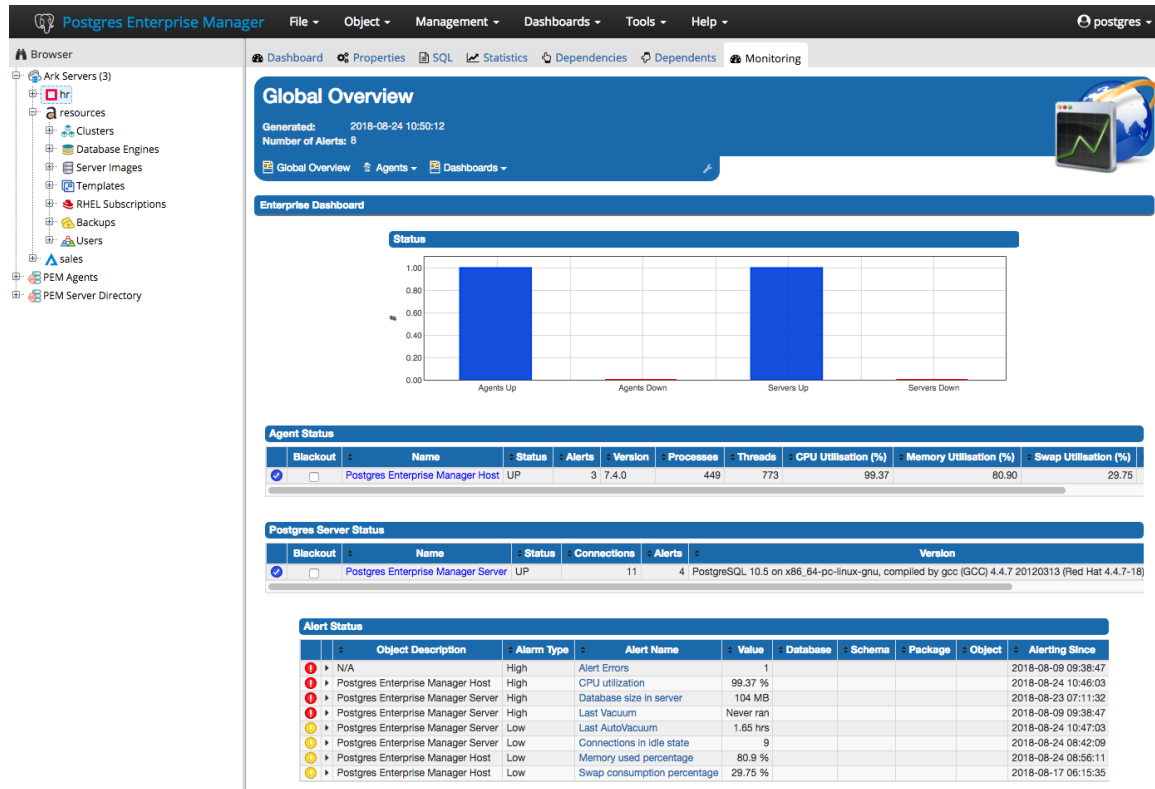 Postgres Enterprise Manager File Object Management Dashboards Tools Help postgres
Browser
Ark Servers (3)
hr
resources
Clusters
Database Engines
Server Images
Templates
RHEL Subscriptions
Backups
Users
sales
PEM Agents
PEM Server Directory
Dashboard Properties SQL Statistics Dependencies Dependents Monitoring
Global Overview
Generated: 2018-08-24 10:50:12
Number of Alerts: 8
Global Overview Agents Dashboards
Enterprise Dashboard
Status
1.00
0.80
0.60
#
0.40
0.20
0.00
Agents Up Agents Down Servers Up Servers Down
Agent Status
Blackout Name Status Alerts Version Processes Threads CPU Utilisation (%) Memory Utilisation (%) Swap Utilisation (%)
Postgres Enterprise Manager Host UP 3 7.4.0 449 773 99.37 80.90 29.75
Postgres Server Status
Blackout Name Status Connections Alerts Version
Postgres Enterprise Manager Server UP 11 4 PostgreSQL 10.5 on x86_64-pc-linux-gnu, compiled by gcc (GCC) 4.4.7 20120313 (Red Hat 4.4.7-18)
Alert Status
Object Description Alarm Type Alert Name Value Database Schema Package Object Alerting Since
N/A High Alert Errors 1 2018-08-09 09:38:47
Postgres Enterprise Manager Host High CPU utilization 99.37 % 2018-08-24 10:46:03
Postgres Enterprise Manager Server High Database size in server 104 MB 2018-08-23 07:11:32
Postgres Enterprise Manager Server High Last Vacuum Never ran 2018-08-09 09:38:47
Postgres Enterprise Manager Server Low Last AutoVacuum 1.65 hrs 2018-08-24 10:47:03
Postgres Enterprise Manager Server Low Connections in idle state 9 2018-08-24 08:42:09
Postgres Enterprise Manager Host Low Memory used percentage 80.9 % 2018-08-24 08:56:11
Postgres Enterprise Manager Host Low Swap consumption percentage 29.75 % 2018-08-17 06:15:35